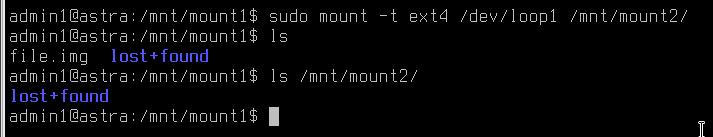 admin1@astra:/mnt/mount1$ sudo mount -t ext4 /dev/loop1 /mnt/mount2/
admin1@astra:/mnt/mount1$ ls
file.img  lost+found
admin1@astra:/mnt/mount1$ ls /mnt/mount2/
lost+found
admin1@astra:/mnt/mount1$